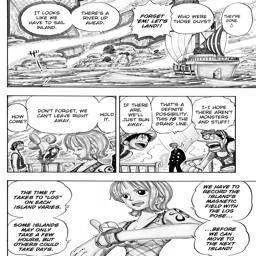 THEY'RE
GONE.
WHO WERE
THOSE GUYS?!
FORGET
'EM! LET'S
LAND!!
THERE'S A
RIVER UP
AHEAD.
IT LOOKS
LIKE WE
HAVE TO SAIL
INLAND.
I-I HOPE
THERE AREN'T
MONSTERS
AND STUFF!
THAT'S A
DEFINITE
POSSIBILITY.
THIS IS THE
GRAND LINE.
IF THERE
ARE,
WE'LL
JUST RUN
AWAY.
HOLD
IT.
DON'T FORGET, WE
CAN'T LEAVE RIGHT
AWAY.
HOW
COME?
WE HAVE TO
RECORD THE
ISLAND'S
MAGNETIC
FIELD WITH
THE LOG
POSE...
...BEFORE
WE CAN
MOVE TO
THE NEXT
ISLAND!
THE TIME IT
TAKES TO "LOG"
ON EACH
ISLAND VARIES.
SOME ISLANDS
MAY ONLY
TAKE A FEW
HOURS, BUT
OTHERS COULD
TAKE DAYS.